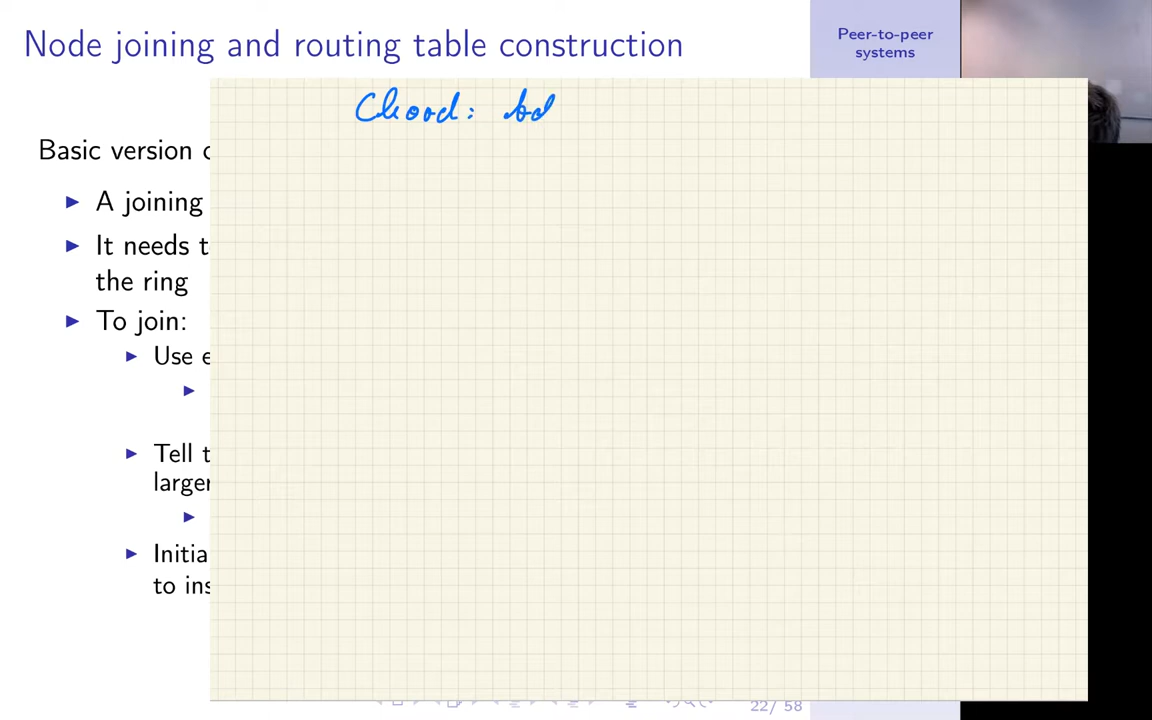 Node joining and routing table construction
Peer-to-peer
systems
Chord:
Basic version
A joining
It needs t
the ring
To join:
Use e
Tell t
larger
Initia
to ins
22/ 58